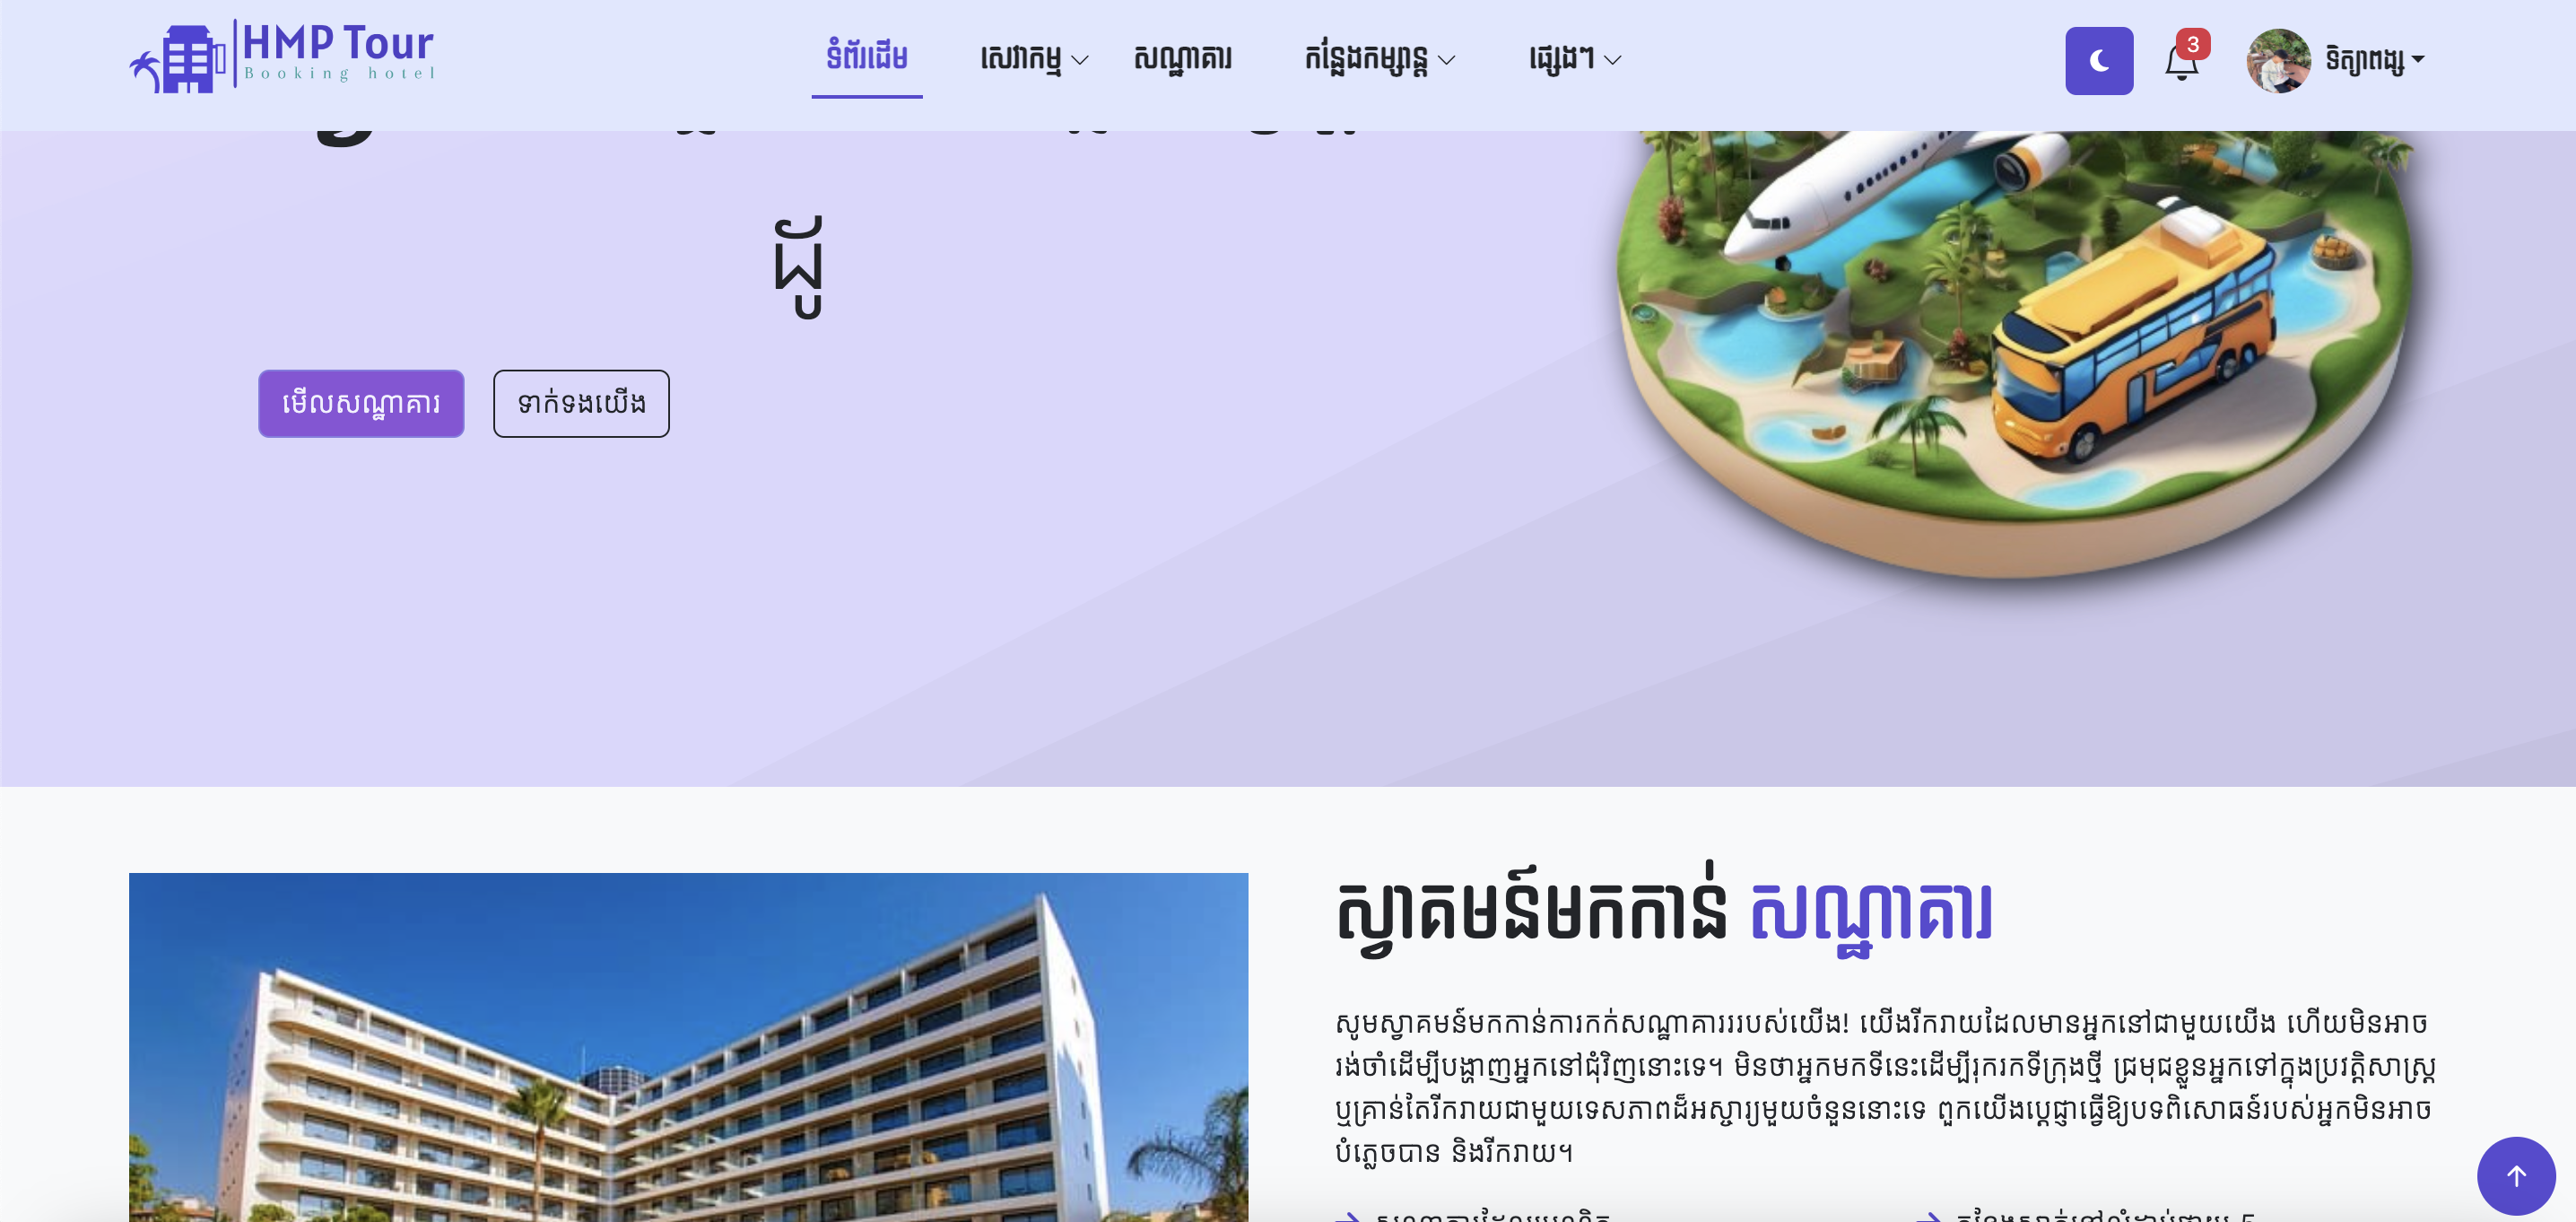 HMP Tour
Booking hotel
ទំព័រដើម
សេវាកម្ម
សណ្ឋាគារ
កន្លែងកម្សាន្ត
ផ្សេងៗ
3
ទិត្យាពង្ស
ដ៏
មើលសណ្ឋាគារ
ទាក់ទងយើង
ស្វាគមន៍មកកាន់ សណ្ឋាគារ
សូមស្វាគមន៍មកកាន់ការកក់សណ្ឋាគាររបស់យើង! យើងរីករាយដែលមានអ្នកនៅជាមួយយើង ហើយមិនអាច
រង់ចាំដើម្បីបង្ហាញអ្នកនៅជុំវិញនោះទេ។ មិនថាអ្នកមកទីនេះដើម្បីរុករកទីក្រុងថ្មី ជ្រមុជខ្លួនអ្នកទៅក្នុងប្រវត្តិសាស្ត្រ
ឬគ្រាន់តែរីករាយជាមួយទេសភាពដ៏អស្ចារ្យមួយចំនួននោះទេ ពួកយើងប្តេជ្ញាធ្វើឱ្យបទពិសោធន៍របស់អ្នកមិនអាច
បំភ្លេចបាន និងរីករាយ។